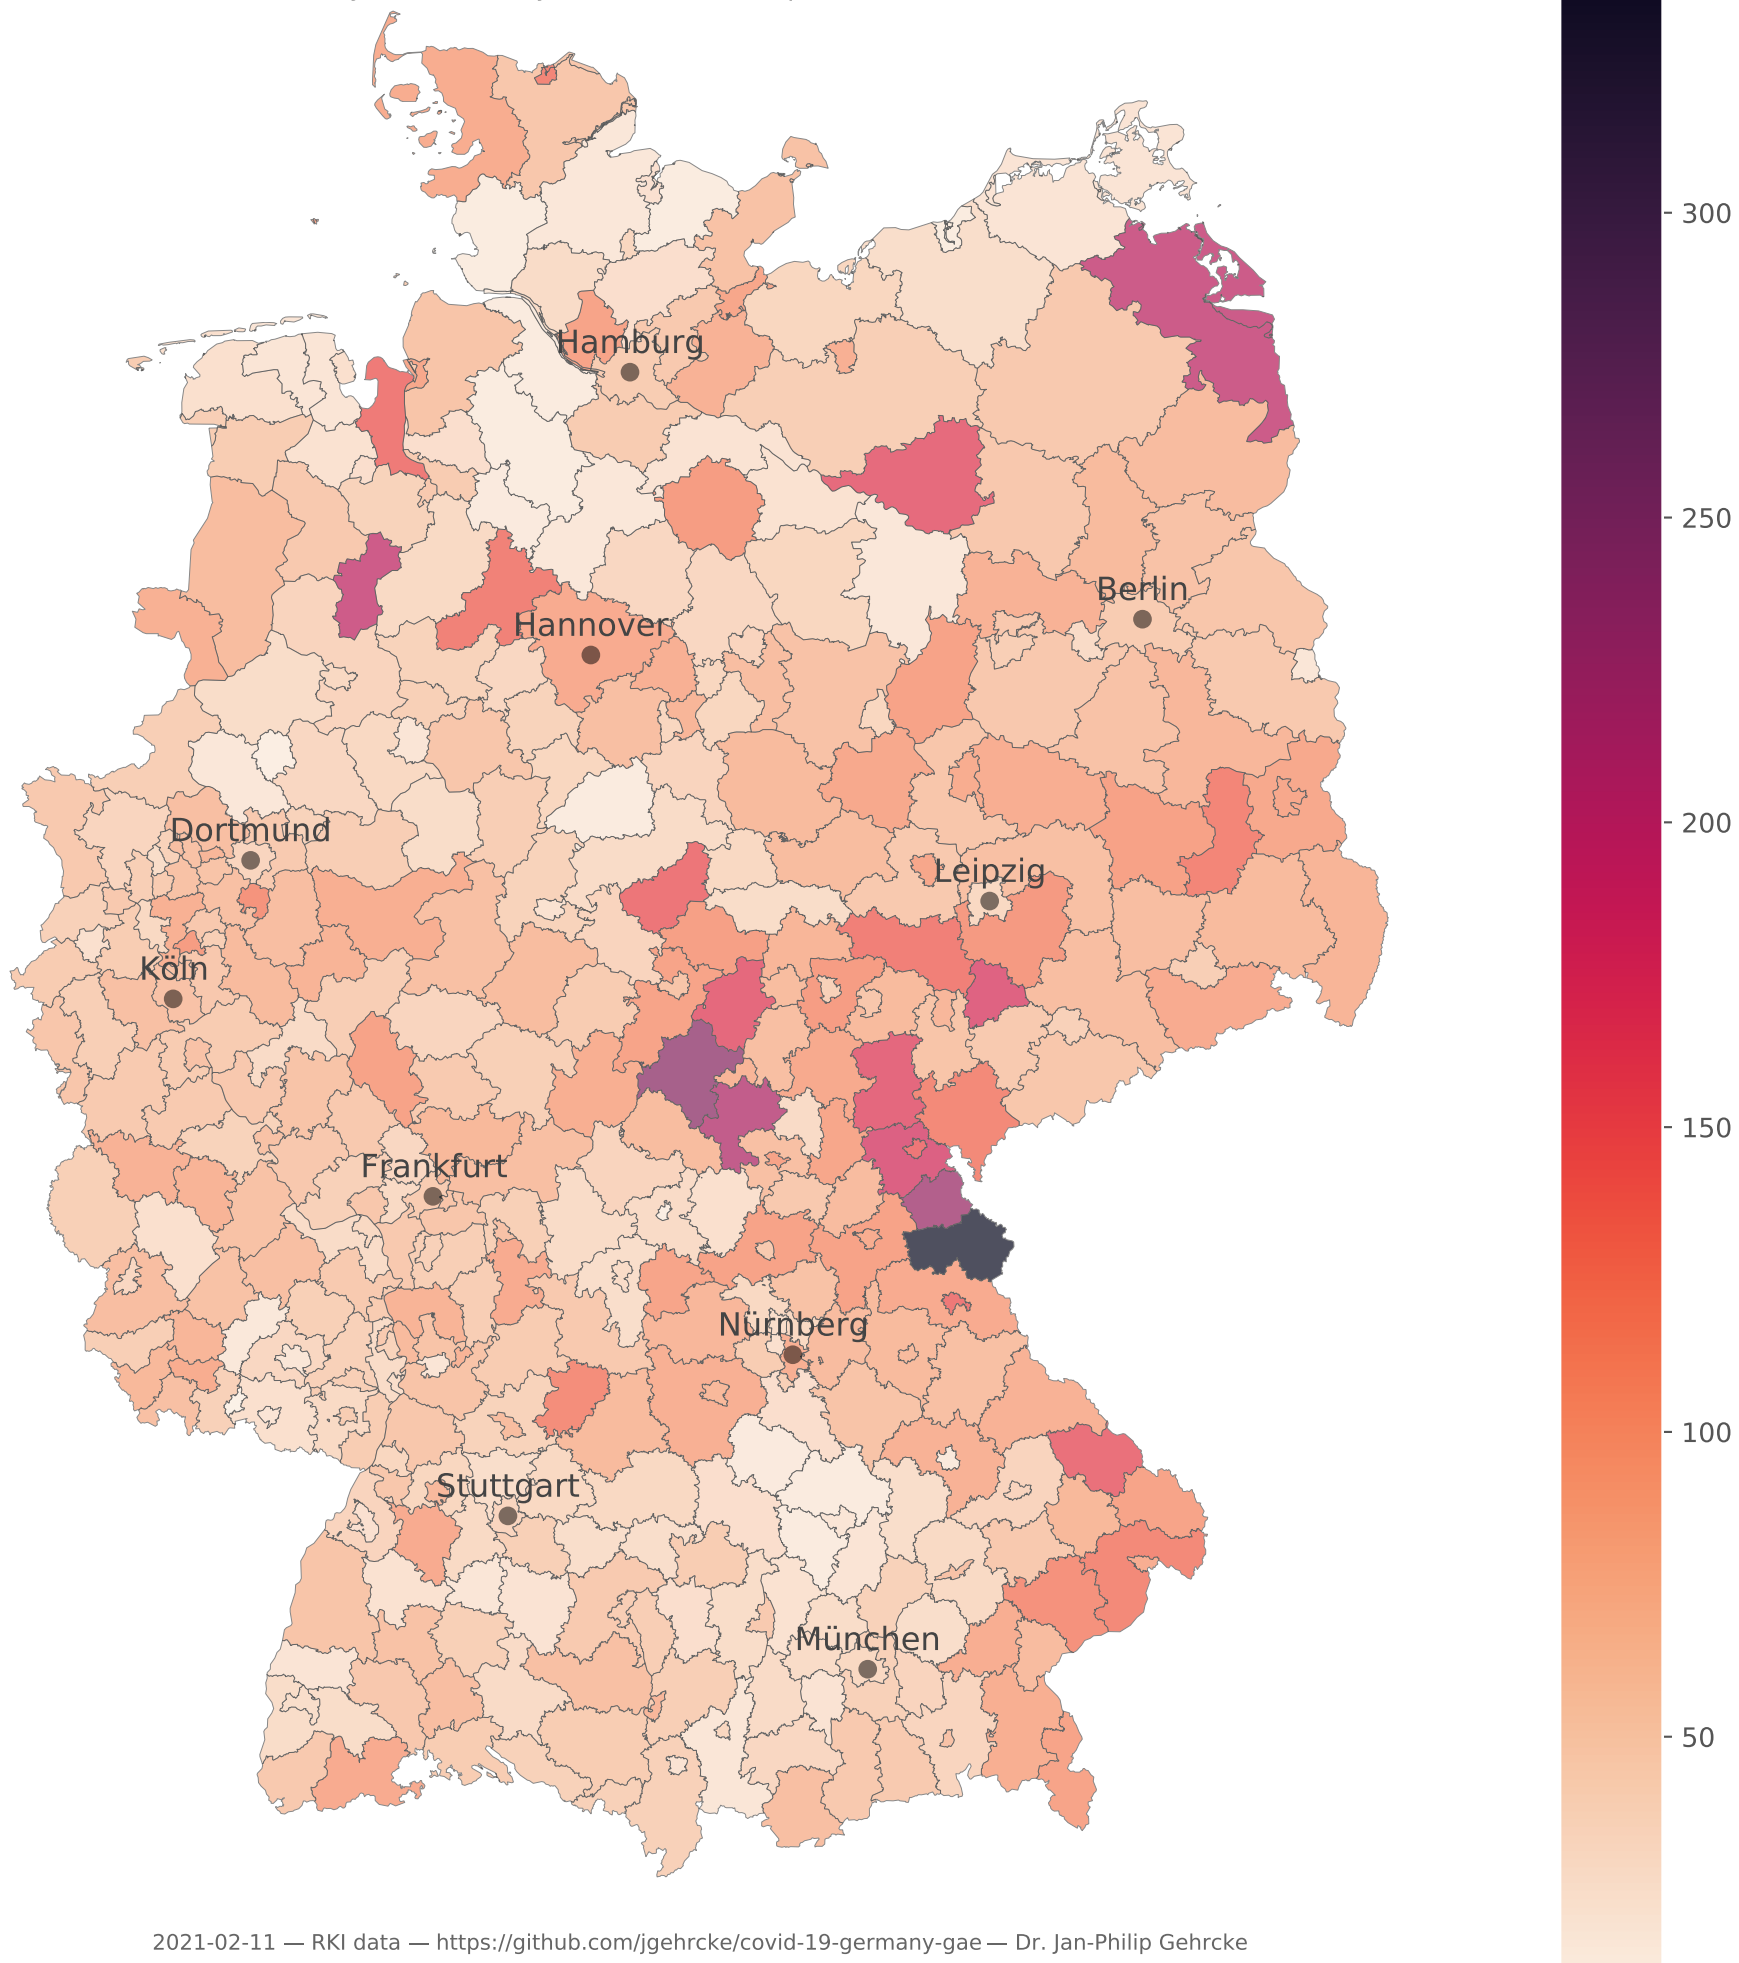 300
Hamburg
250
Berlin
Hannover
200
Dortmund
Leipzig
Köln
150
Frankfurt
Nürnberg
100
Stuttgart
München
50
2021-02-11 — RKI data — https://github.com/jgehrcke/covid-19-germany-gae — Dr. Jan-Philip Gehrcke